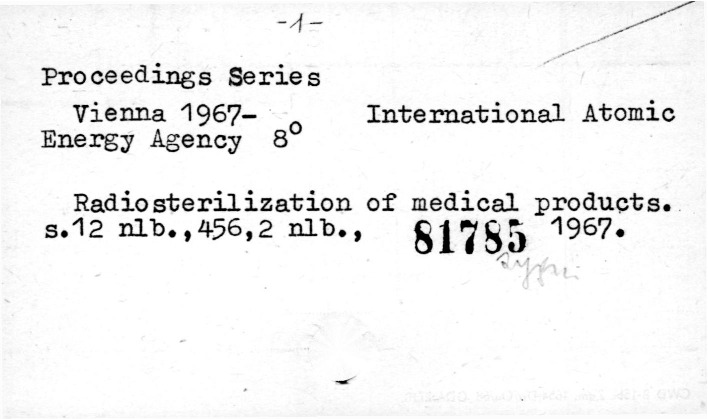 -1-
Proceedings Series
Vienna 1967- International Atomic
Energy Agency 8°
Radiosterilization of medical products.
s.12 nlb.,456,2 nlb., 81785 1967.